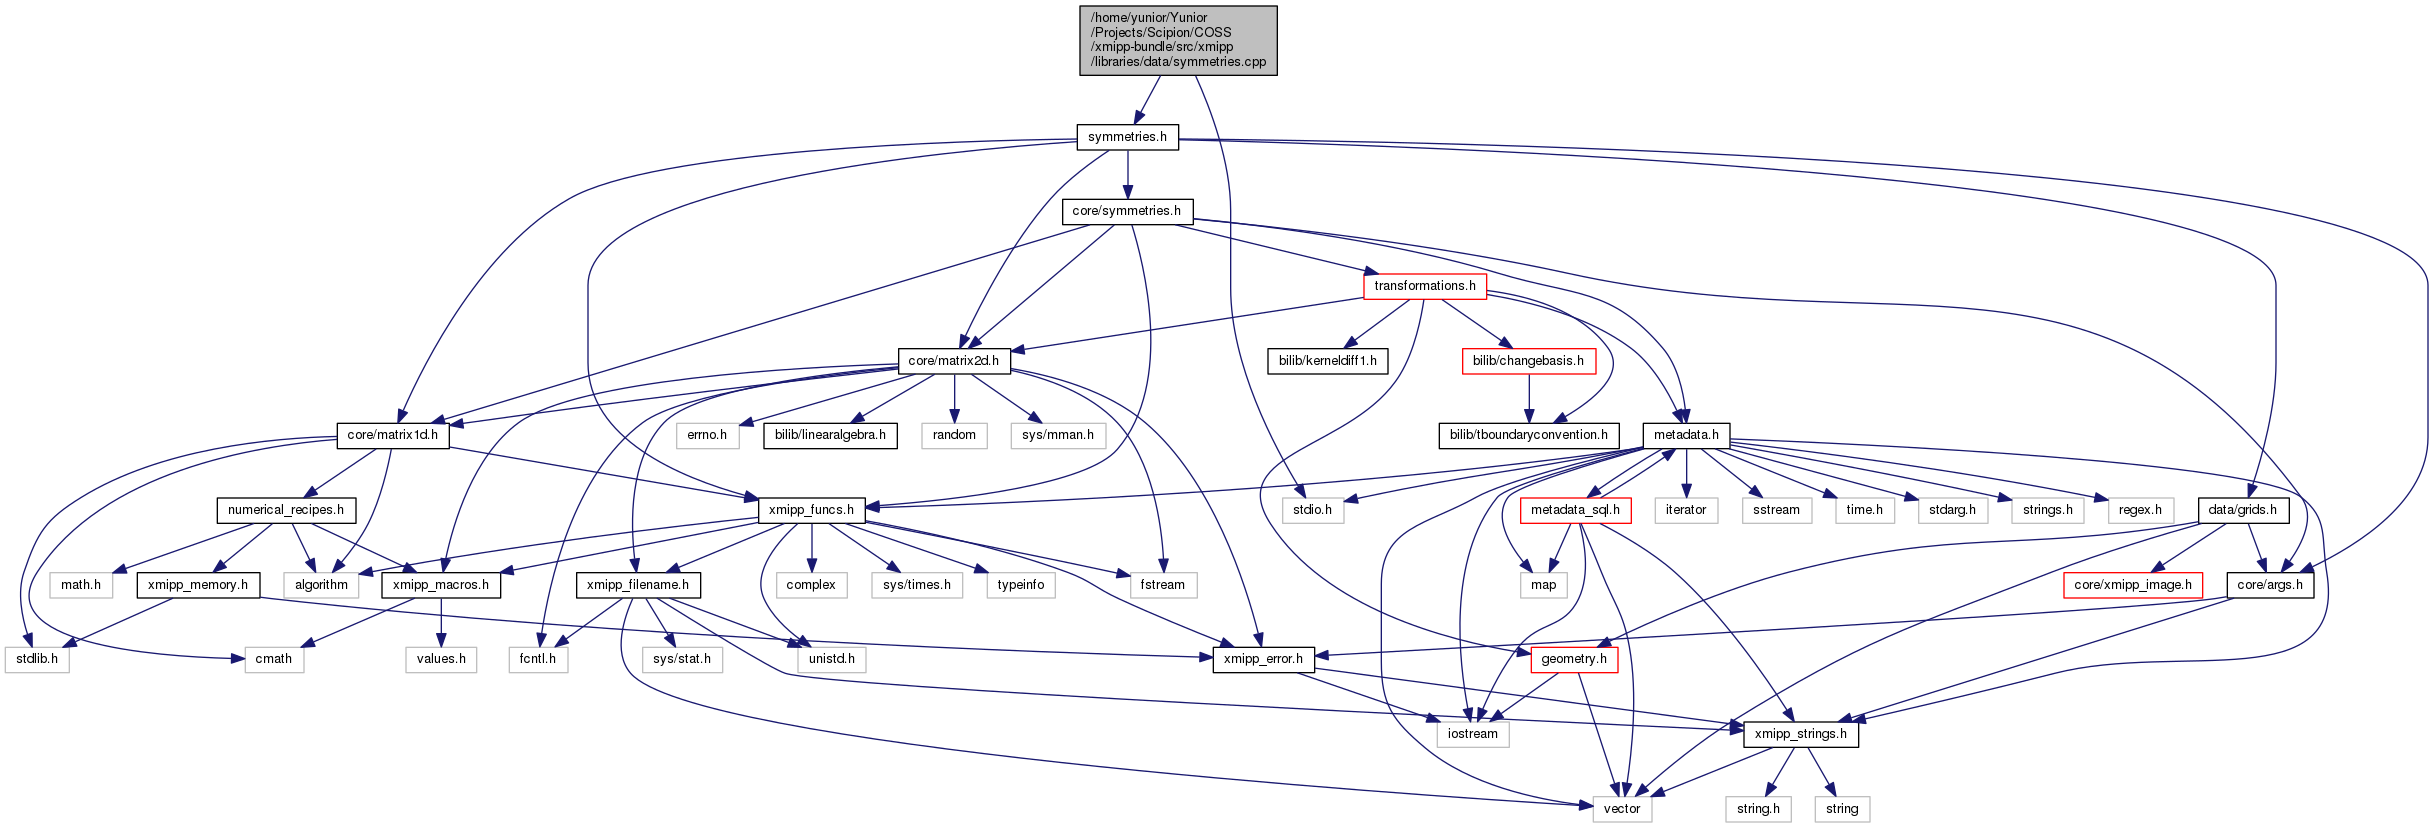 /home/yunior/Yunior
/Projects/Scipion/COSS
/xmipp-bundle/src/xmipp
/libraries/data/symmetries.cpp
symmetries.h
core/symmetries.h
transformations.h
core/matrix2d.h
bilib/kerneldiff1.h
bilib/changebasis.h
core/matrix1d.h
errno.h
bilib/linearalgebra.h
random
sys/mman.h
bilib/tboundaryconvention.h
metadata.h
numerical_recipes.h
xmipp_funcs.h
stdio.h
metadata_sql.h
iterator
sstream
time.h
stdarg.h
strings.h
regex.h
data/grids.h
math.h
xmipp_memory.h
algorithm
xmipp_macros.h
xmipp_filename.h
complex
sys/times.h
typeinfo
fstream
map
core/xmipp_image.h
core/args.h
stdlib.h
cmath
values.h
fcntl.h
sys/stat.h
unistd.h
xmipp_error.h
geometry.h
iostream
xmipp_strings.h
vector
string.h
string